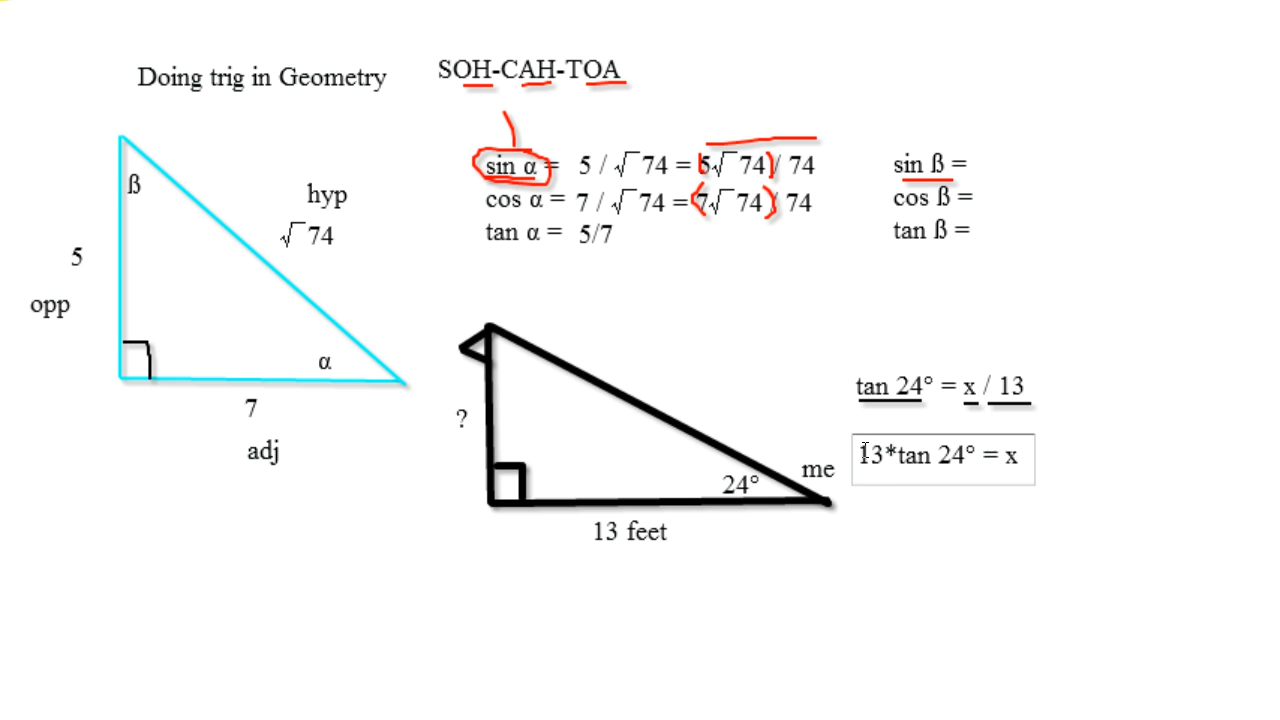 Doing trig in Geometry
SOH-CAH-TOA
sin α = 5 / √74 = 5√74 / 74
cos α = 7 / √74 = (7√74) / 74
tan α = 5/7
sin ß =
cos ß =
tan ß =
ß
hyp
√74
5
opp
α
7
adj
?
24°
me
13 feet
tan 24° = x / 13
13*tan 24° = x